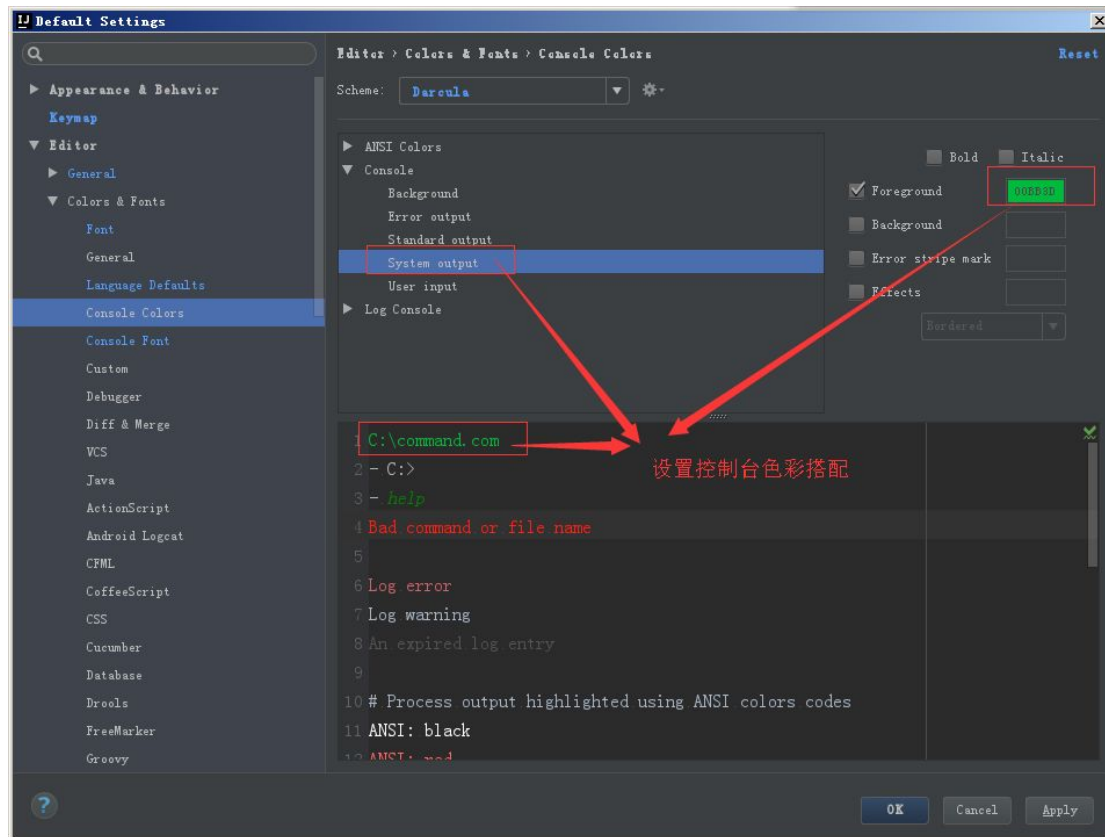 Default Settings
Editor > Colors & Fonts > Console Colors
Reset
Scheme:
Darcula
Appearance & Behavior
Keymap
Editor
General
Colors & Fonts
Font
General
Language Defaults
Console Colors
Console Font
Custom
Debugger
Diff & Merge
VCS
Java
ActionScript
Android Logcat
CFML
CoffeeScript
CSS
Cucumber
Database
Drools
FreeMarker
Groovy
ANSI Colors
Console
Background
Error output
Standard output
System output
User input
Log Console
Bold
Italic
Foreground
00BB3D
Background
Error stripe mark
Effects
Bordered
1 C:\command.com
2 - C:>
3 - help
4 Bad command or file name
5
6 Log error
7 Log warning
8 An expired log entry
9
10 # Process output highlighted using ANSI colors codes
11 ANSI: black
12 ANSI: red
设置控制台色彩搭配
?
OK
Cancel
Apply